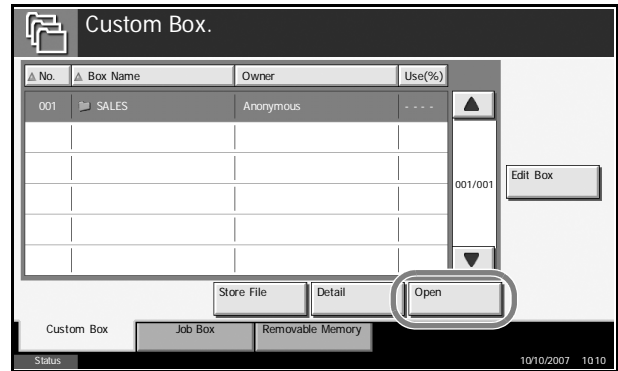 Custom Box.
No. Box Name Owner Use(%)
001 SALES Anonymous - - - -
001/001
Edit Box
Store File Detail Open
Custom Box Job Box Removable Memory
Status 10/10/2007 10:10